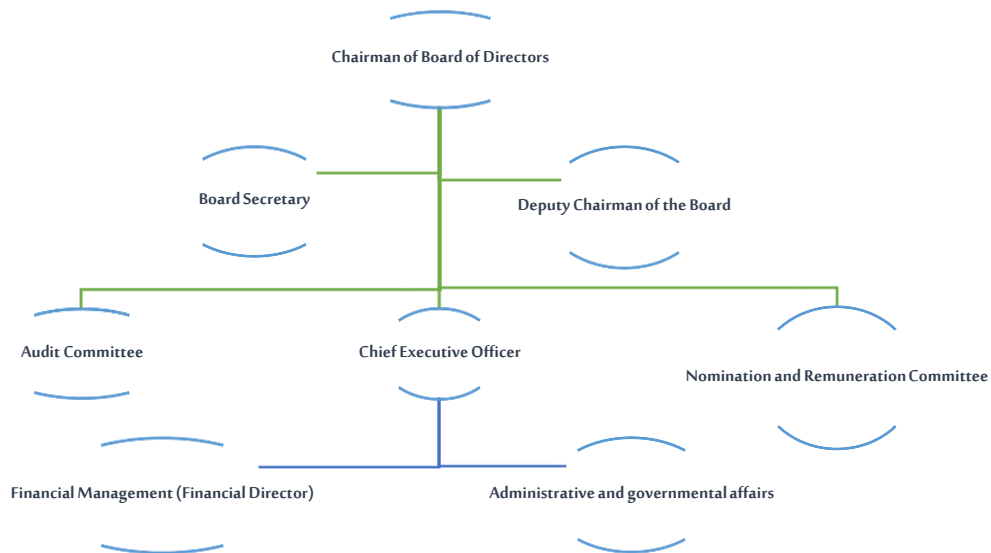 Chairman of Board of Directors
Board Secretary
Deputy Chairman of the Board
Audit Committee
Chief Executive Officer
Nomination and Remuneration Committee
Financial Management (Financial Director)
Administrative and governmental affairs